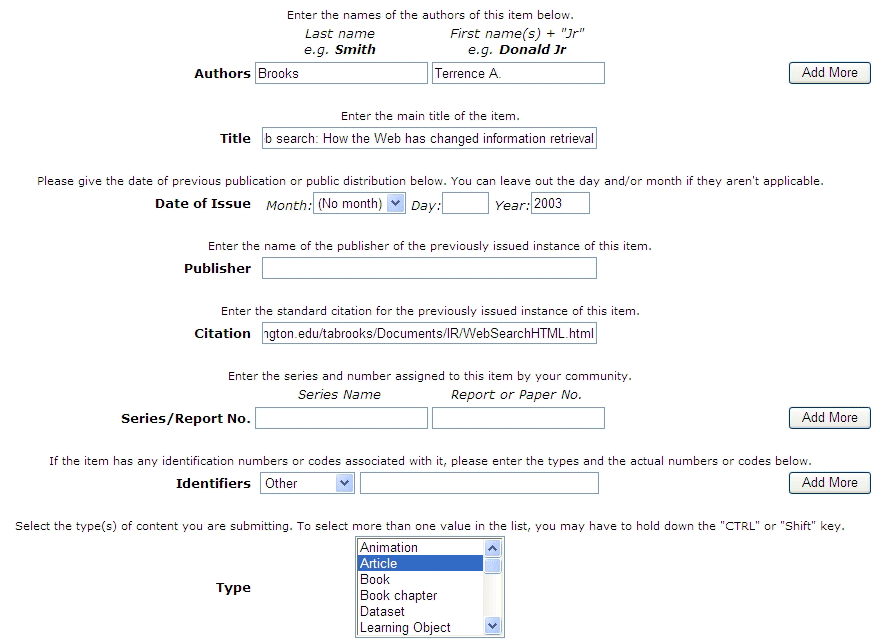 Enter the names of the authors of this item below.
Last name First name(s) + "Jr"
e.g. Smith e.g. Donald Jr
Authors Brooks Terrence A. Add More
Enter the main title of the item.
Title b search: How the Web has changed information retrieval
Please give the date of previous publication or public distribution below. You can leave out the day and/or month if they aren't applicable.
Date of Issue Month: (No month) Day: Year: 2003
Enter the name of the publisher of the previously issued instance of this item.
Publisher
Enter the standard citation for the previously issued instance of this item.
Citation ngton.edu/tabrooks/Documents/IR/WebSearchHTML.html
Enter the series and number assigned to this item by your community.
Series Name Report or Paper No.
Series/Report No. Add More
If the item has any identification numbers or codes associated with it, please enter the types and the actual numbers or codes below.
Identifiers Other Add More
Select the type(s) of content you are submitting. To select more than one value in the list, you may have to hold down the "CTRL" or "Shift" key.
Animation
Article
Book
Type
Book chapter
Dataset
Learning Object